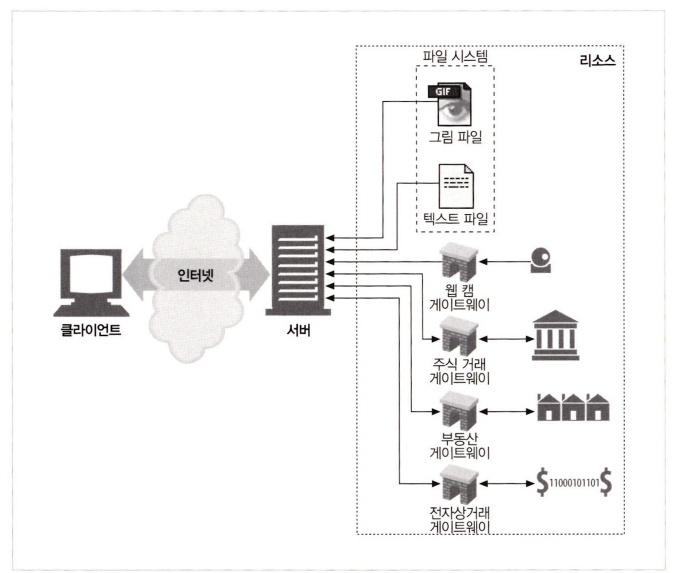 파일 시스템
리소스
GIF
그림 파일
텍스트 파일
인터넷
클라이언트
서버
웹 캠
게이트웨이
주식 거래
게이트웨이
부동산
게이트웨이
$11000101101$
전자상거래
게이트웨이